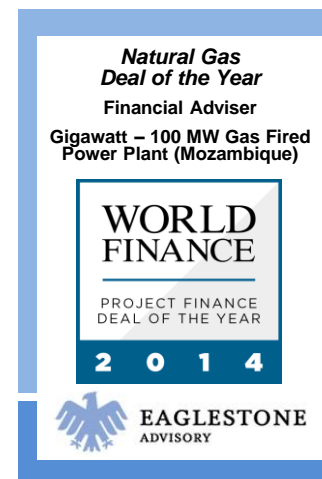 Natural Gas
Deal of the Year
Financial Adviser
Gigawatt – 100 MW Gas Fired
Power Plant (Mozambique)
WORLD
FINANCE
PROJECT FINANCE
DEAL OF THE YEAR
2 0 1 4
EAGLESTONE
ADVISORY